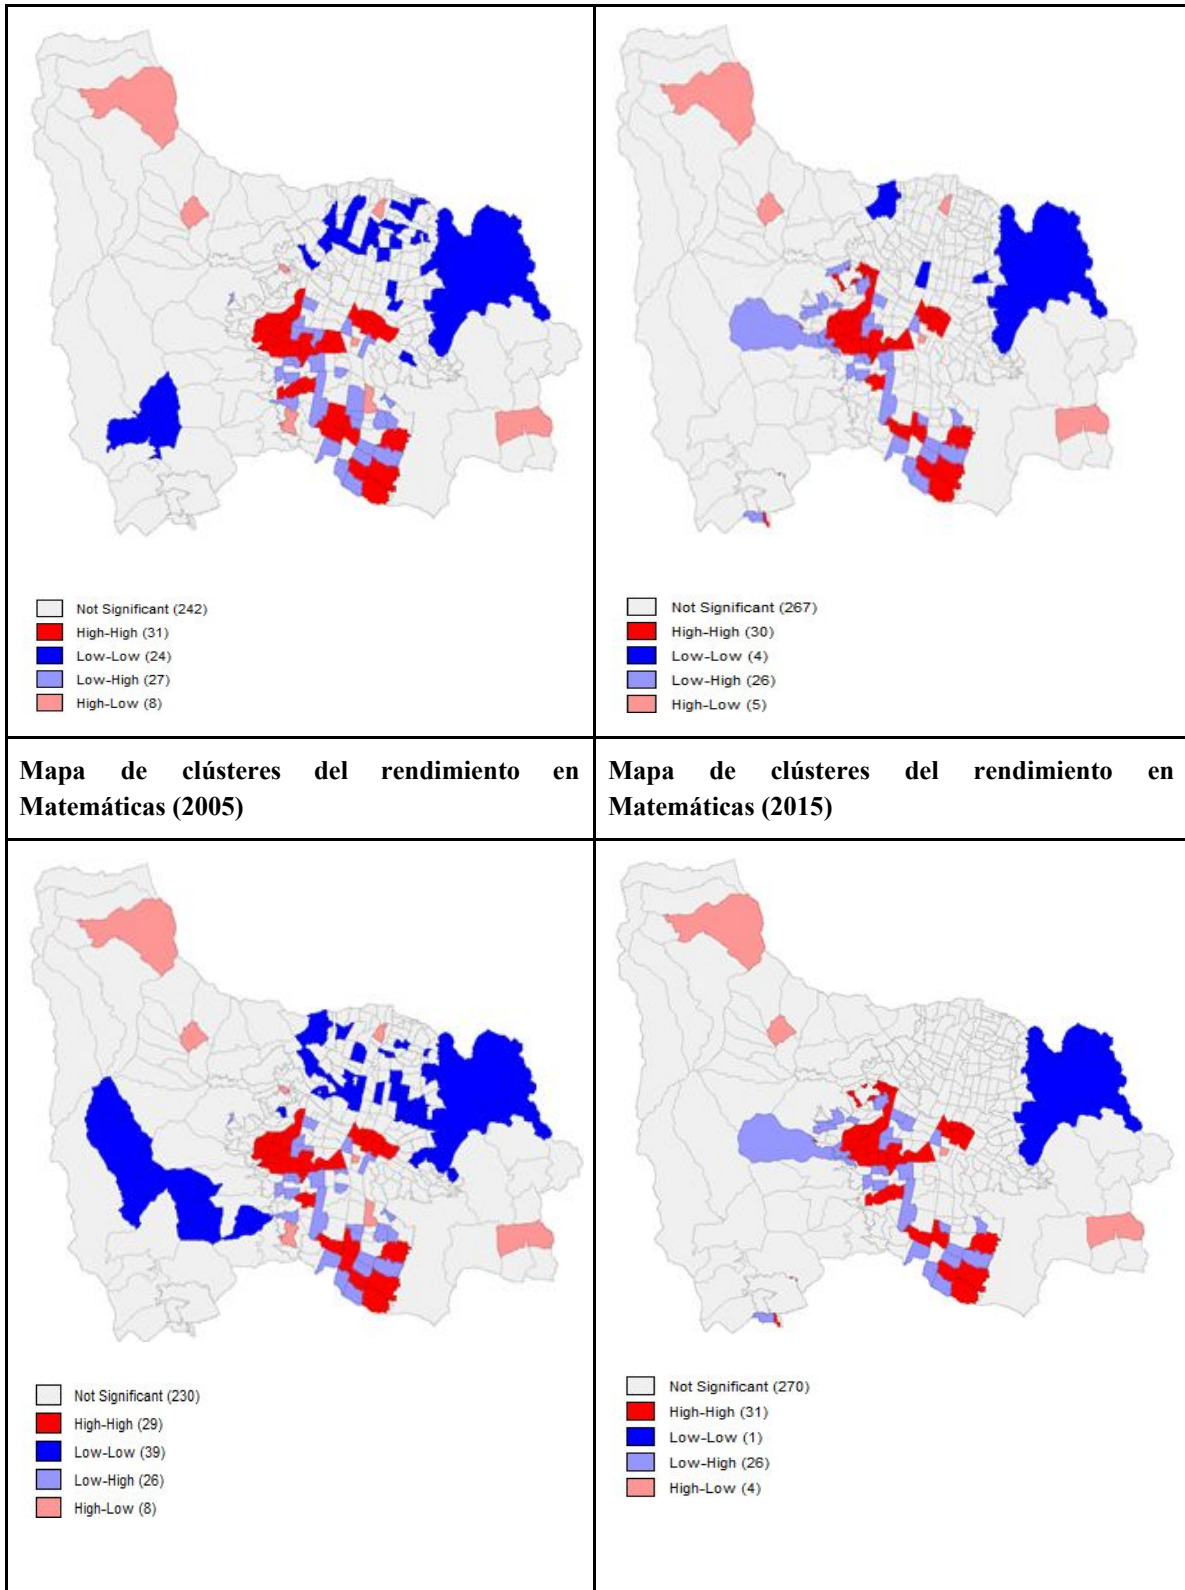 Not Significant (242)
High-High (31)
Low-Low (24)
Low-High (27)
High-Low (8)
Not Significant (267)
High-High (30)
Low-Low (4)
Low-High (26)
High-Low (5)
Mapa de clústeres del rendimiento en
Matemáticas (2005)
Mapa de clústeres del rendimiento en
Matemáticas (2015)
Not Significant (230)
High-High (29)
Low-Low (39)
Low-High (26)
High-Low (8)
Not Significant (270)
High-High (31)
Low-Low (1)
Low-High (26)
High-Low (4)